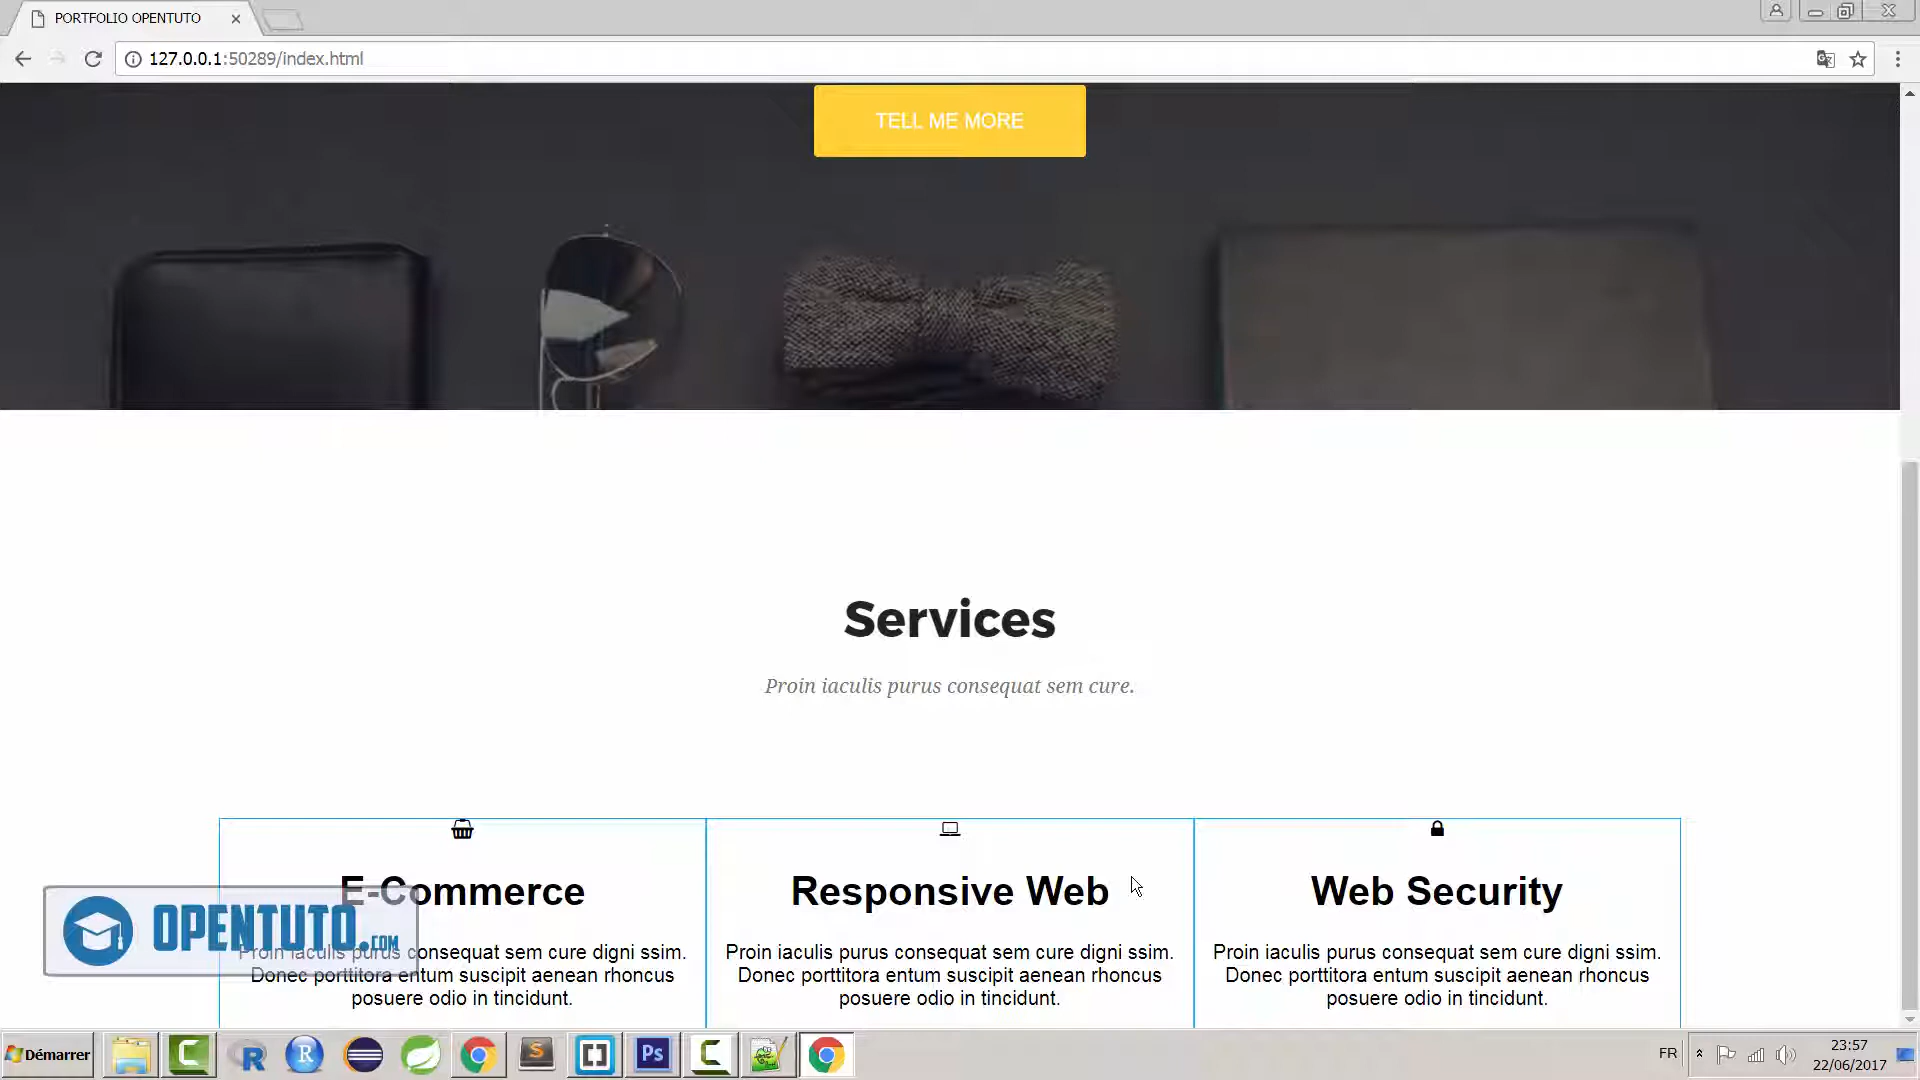 PORTFOLIO OPENTUTO
127.0.0.1:50289/index.html
TELL ME MORE
Services
Proin iaculis purus consequat sem cure.
E-Commerce
Proin iaculis purus consequat sem cure digni ssim.
Donec porttitora entum suscipit aenean rhoncus
posuere odio in tincidunt.
Responsive Web
Proin iaculis purus consequat sem cure digni ssim.
Donec porttitora entum suscipit aenean rhoncus
posuere odio in tincidunt.
Web Security
Proin iaculis purus consequat sem cure digni ssim.
Donec porttitora entum suscipit aenean rhoncus
posuere odio in tincidunt.
OPENTUTO.COM
Démarrer
R
R
S
Ps
FR
23:57
22/06/2017